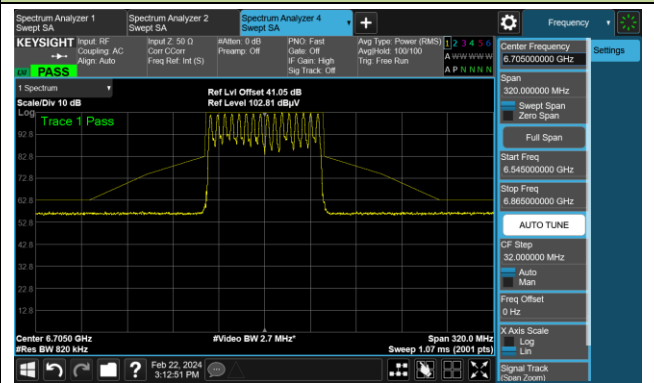 Spectrum Analyzer 1
Swept SA
Spectrum Analyzer 2
Swept SA
Spectrum Analyzer 4
Swept SA
Frequency
KEYSIGHT
Input: RF
Coupling: AC
Align: Auto
Input Z: 50 Ω
Corr CCorr
Freq Ref: Int (S)
#Atten: 0 dB
Preamp: Off
PNO: Fast
Gate: Off
IF Gain: High
Sig Track: Off
Avg Type: Power (RMS)
Avg|Hold: 100/100
Trig: Free Run
1 2 3 4 5 6
A W W W W W
A P N N N N
PASS
Center Frequency
6.705000000 GHz
Settings
Span
320.000000 MHz
Swept Span
Zero Span
Full Span
Start Freq
6.545000000 GHz
Stop Freq
6.865000000 GHz
AUTO TUNE
CF Step
32.000000 MHz
Auto
Man
Freq Offset
0 Hz
X Axis Scale
Log
Lin
Signal Track
(Span Zoom)
1 Spectrum
Scale/Div 10 dB
Ref Lvl Offset 41.05 dB
Ref Level 102.81 dBµV
Log
Trace 1 Pass
92.8
82.8
72.8
62.8
52.8
42.8
32.8
22.8
12.8
Center 6.7050 GHz
#Res BW 820 kHz
#Video BW 2.7 MHz*
Span 320.0 MHz
Sweep 1.07 ms (2001 pts)
Feb 22, 2024
3:12:51 PM